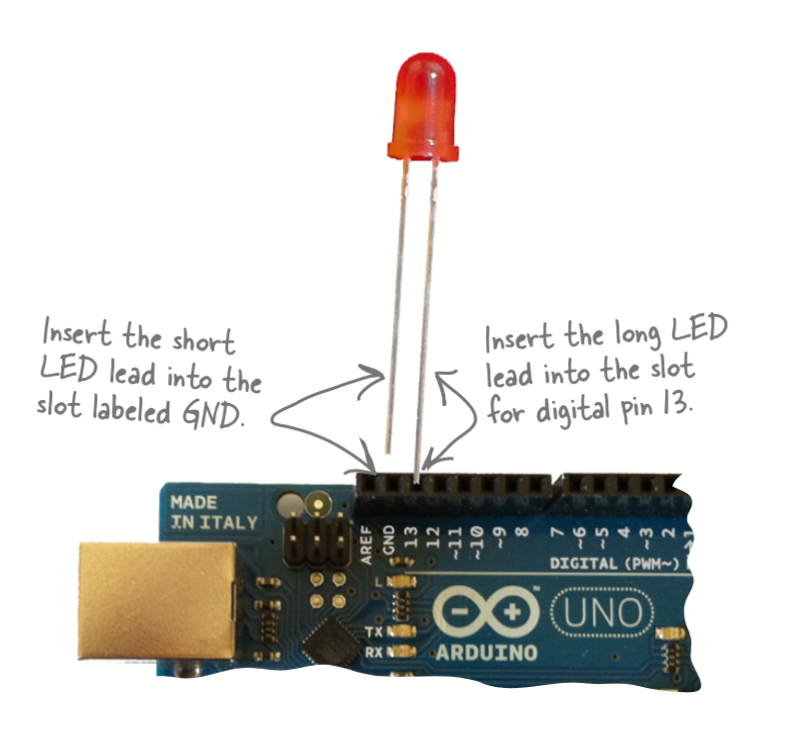 Insert the short
LED lead into the
slot labeled GND.
Insert the long LED
lead into the slot
for digital pin 13.
MADE
IN ITALY
AREF
GND
13
12
~11
~10
~9
8
7
~6
~5
4
~3
2
DIGITAL (PWM~)
L
TX
RX
UNO
ARDUINO
TM